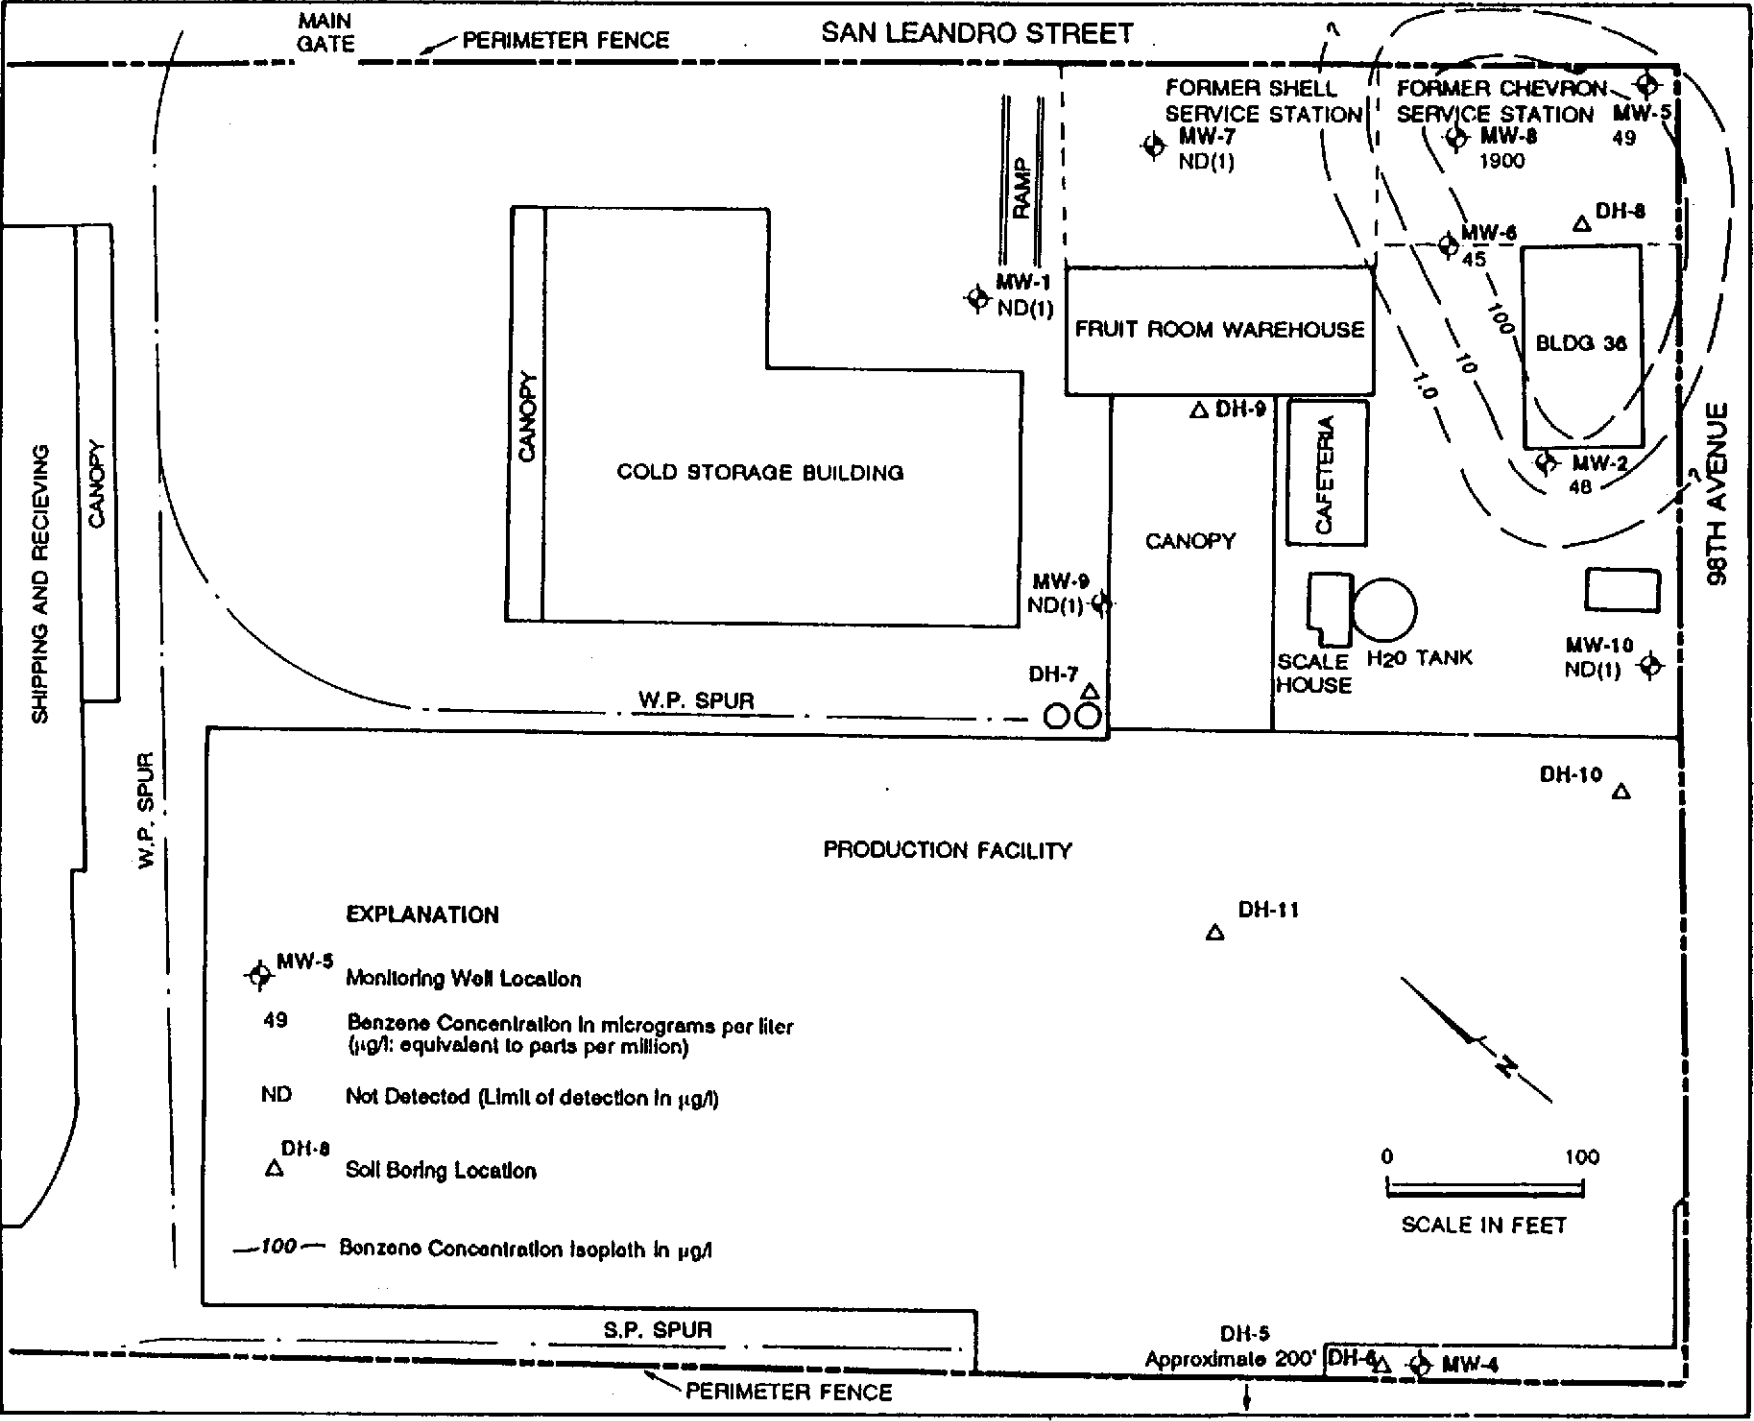 MAIN
GATE
PERIMETER FENCE
SAN LEANDRO STREET
?
FORMER SHELL
SERVICE STATION
FORMER CHEVRON
SERVICE STATION
MW-5
49
MW-7
ND(1)
MW-8
1900
RAMP
DH-8
MW-6
45
MW-1
ND(1)
FRUIT ROOM WAREHOUSE
100
BLDG 36
10
1.0
CANOPY
DH-9
CAFETERIA
98TH AVENUE
SHIPPING AND RECIEVING
CANOPY
COLD STORAGE BUILDING
MW-2
48
?
CANOPY
MW-9
ND(1)
MW-10
ND(1)
SCALE
HOUSE
H2O TANK
DH-7
W.P. SPUR
W.P. SPUR
DH-10
PRODUCTION FACILITY
DH-11
EXPLANATION
MW-5 Monitoring Well Location
49 Benzene Concentration in micrograms per liter
(µg/l: equivalent to parts per million)
ND Not Detected (Limit of detection in µg/l)
DH-8
Soil Boring Location
100 Benzene Concentration Isopleth in µg/l
N
0 100
SCALE IN FEET
S.P. SPUR
DH-5
Approximate 200'
DH-6
MW-4
PERIMETER FENCE